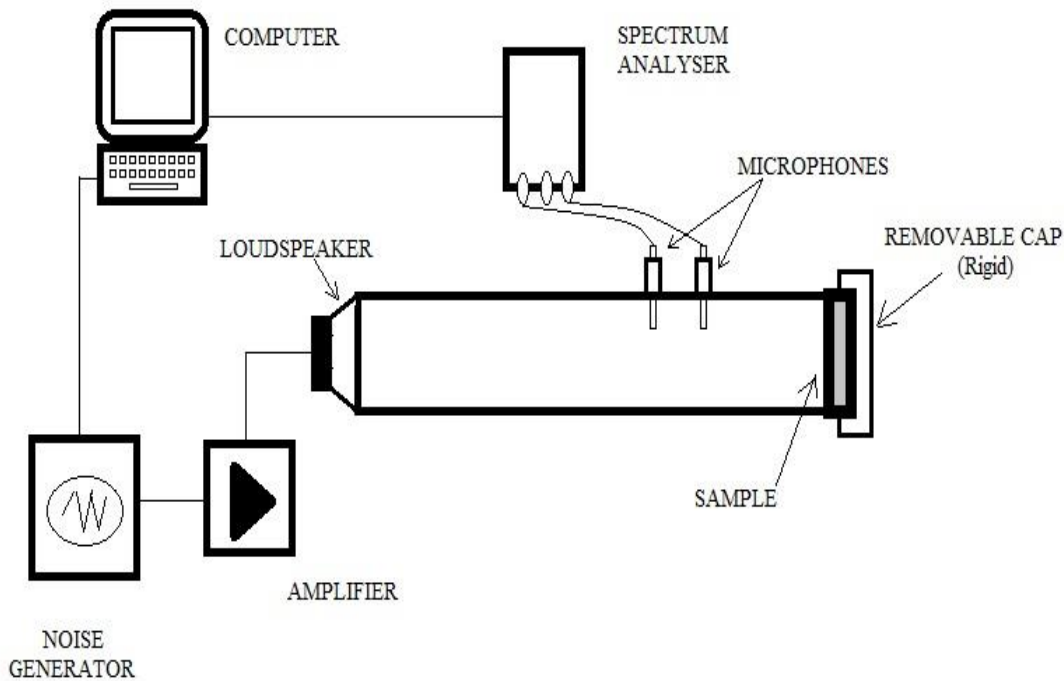 COMPUTER
SPECTRUM
ANALYSER
MICROPHONES
REMOVABLE CAP
(Rigid)
LOUDSPEAKER
SAMPLE
AMPLIFIER
NOISE
GENERATOR